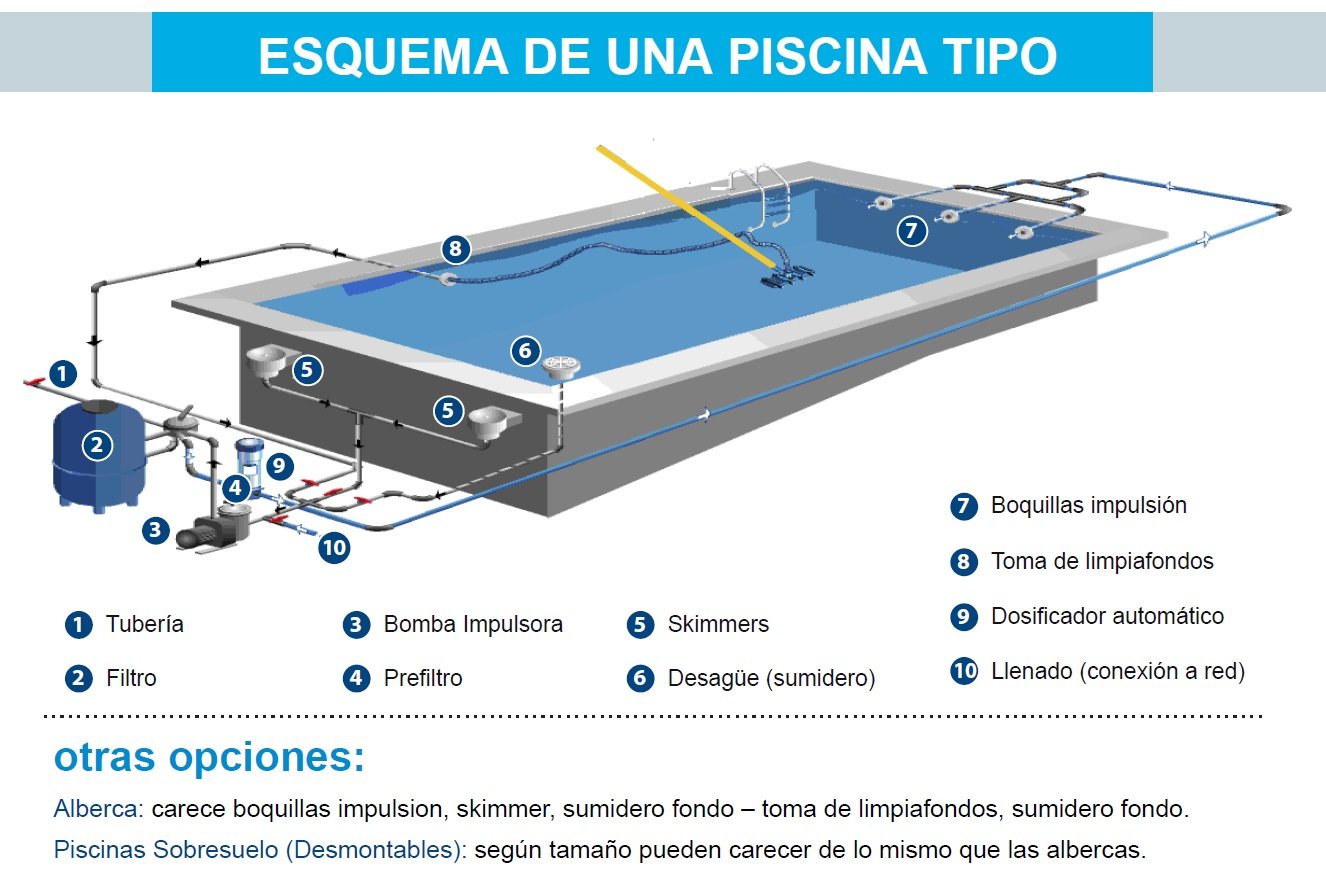 ESQUEMA DE UNA PISCINA TIPO
8
7
6
5
1
5
2
9
4
3
10
7 Boquillas impulsión
8 Toma de limpiafondos
1 Tubería
3 Bomba Impulsora
5 Skimmers
9 Dosificador automático
2 Filtro
4 Prefiltro
6 Desagüe (sumidero)
10 Llenado (conexión a red)
otras opciones:
Alberca: carece boquillas impulsion, skimmer, sumidero fondo – toma de limpiafondos, sumidero fondo.
Piscinas Sobresuelo (Desmontables): según tamaño pueden carecer de lo mismo que las albercas.